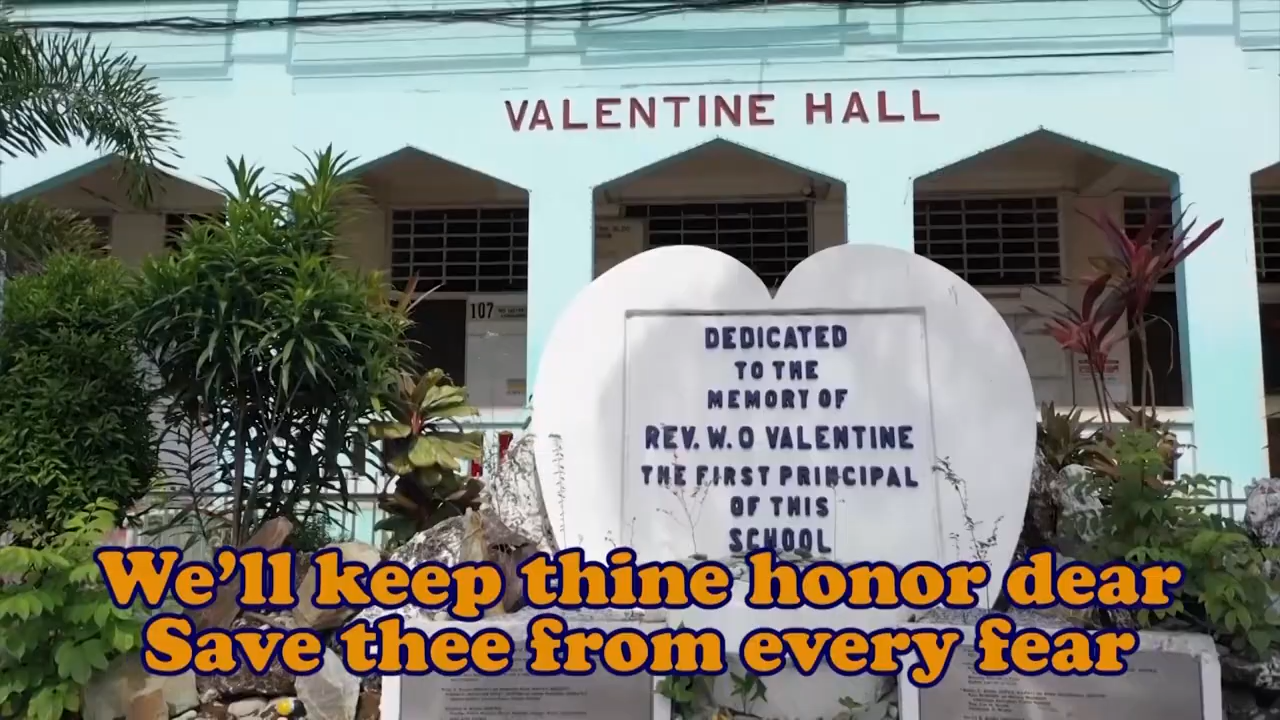 VALENTINE HALL
107
DEDICATED
TO THE
MEMORY OF
REV. W. O VALENTINE
THE FIRST PRINCIPAL
OF THIS
SCHOOL
We'll keep thine honor dear
Save thee from every fear